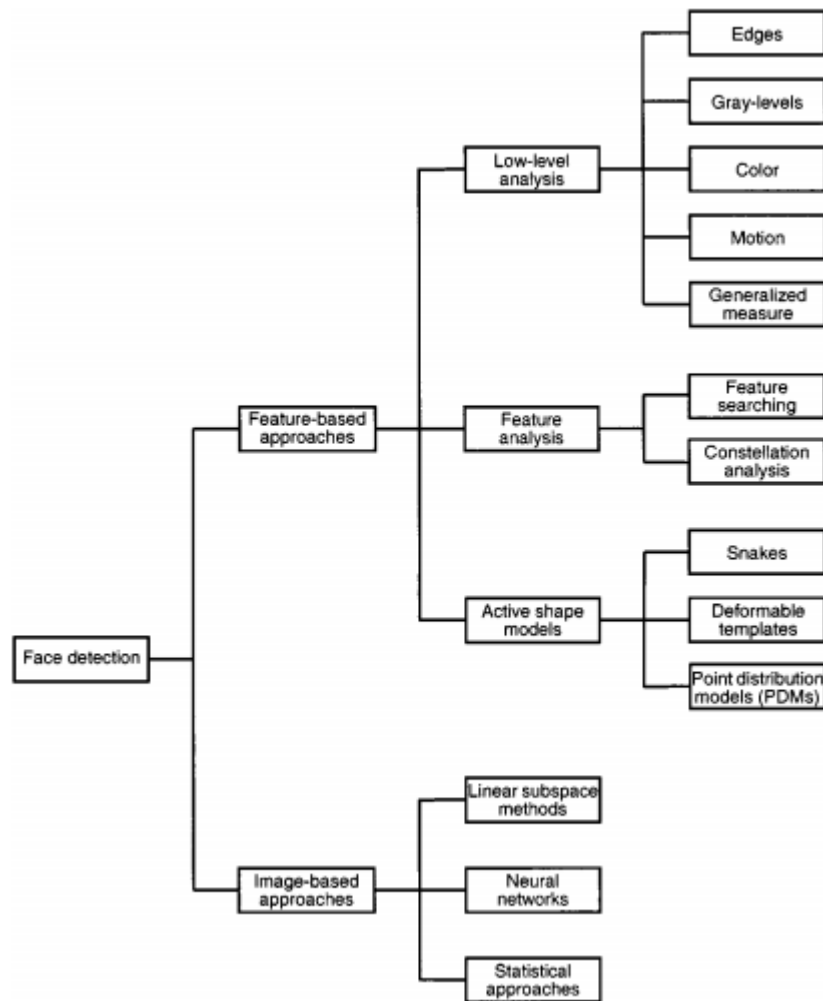 Edges
Gray-levels
Low-level
analysis
Color
Motion
Generalized
measure
Feature-based
approaches
Feature
analysis
Feature
searching
Constellation
analysis
Snakes
Active shape
models
Deformable
templates
Face detection
Point distribution
models (PDMs)
Linear subspace
methods
Image-based
approaches
Neural
networks
Statistical
approaches